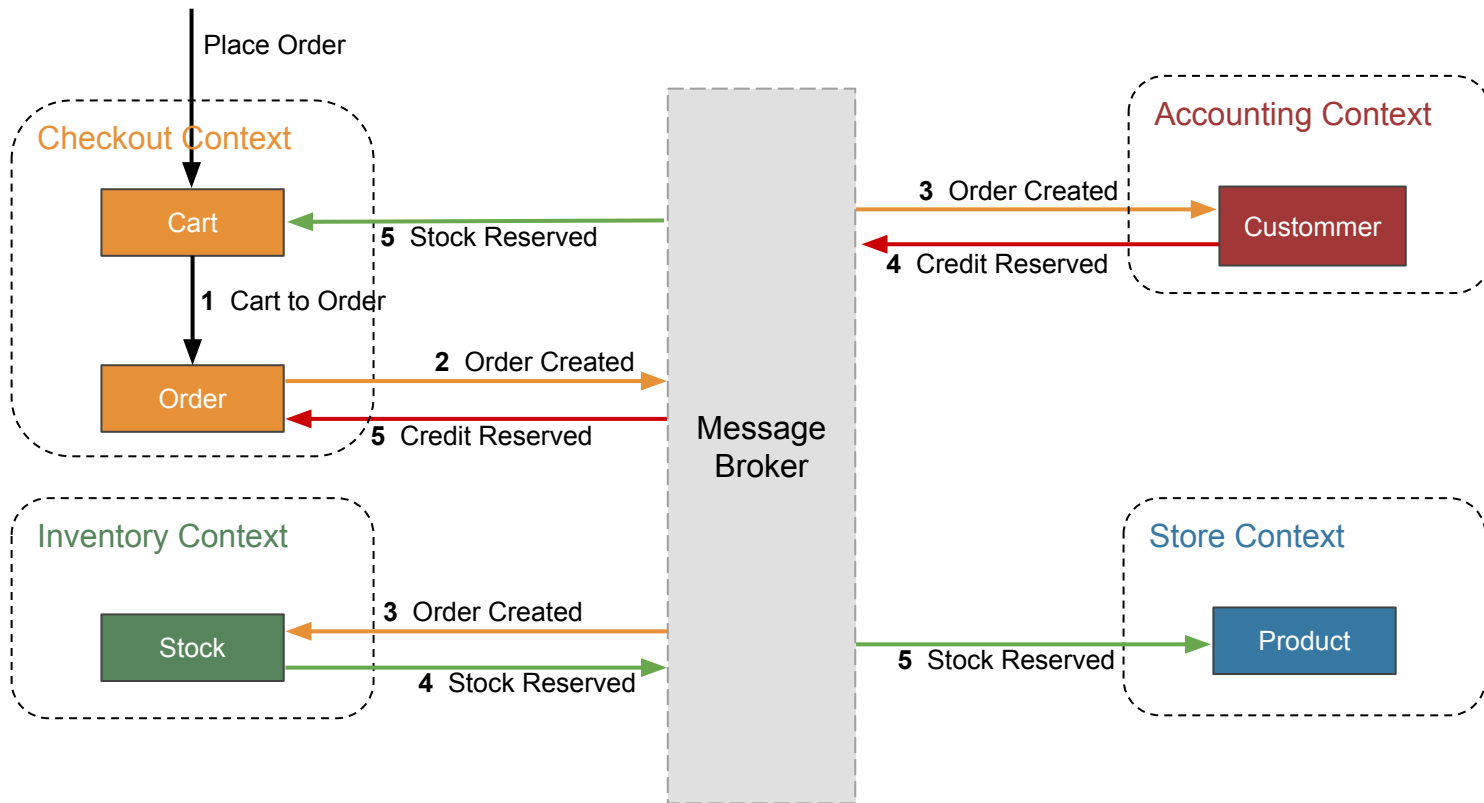 Place Order
Checkout Context
Cart
5 Stock Reserved
1 Cart to Order
Order
2 Order Created
5 Credit Reserved
Message
Broker
Accounting Context
3 Order Created
Custommer
4 Credit Reserved
Inventory Context
Stock
3 Order Created
4 Stock Reserved
Store Context
Product
5 Stock Reserved